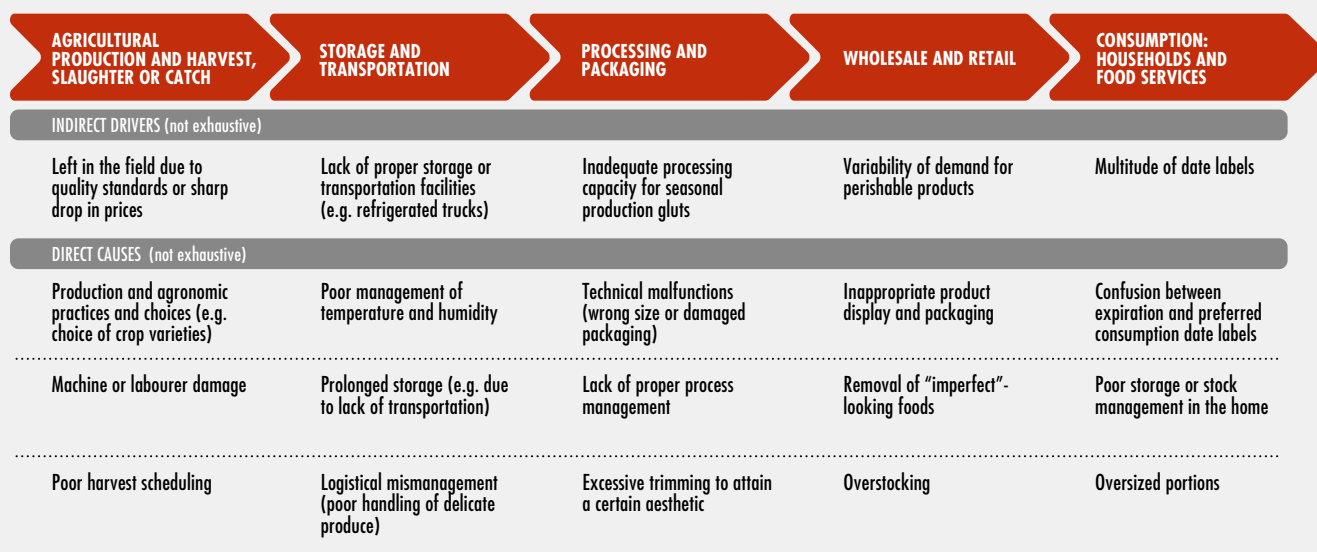 AGRICULTURAL
PRODUCTION AND HARVEST,
SLAUGHTER OR CATCH
STORAGE AND
TRANSPORTATION
PROCESSING AND
PACKAGING
WHOLESALE AND RETAIL
CONSUMPTION:
HOUSEHOLDS AND
FOOD SERVICES
INDIRECT DRIVERS (not exhaustive)
Left in the field due to
quality standards or sharp
drop in prices
Lack of proper storage or
transportation facilities
(e.g. refrigerated trucks)
Inadequate processing
capacity for seasonal
production gluts
Variability of demand for
perishable products
Multitude of date labels
DIRECT CAUSES (not exhaustive)
Production and agronomic
practices and choices (e.g.
choice of crop varieties)
Poor management of
temperature and humidity
Technical malfunctions
(wrong size or damaged
packaging)
Inappropriate product
display and packaging
Confusion between
expiration and preferred
consumption date labels
Machine or labourer damage
Prolonged storage (e.g. due
to lack of transportation)
Lack of proper process
management
Removal of “imperfect”-
looking foods
Poor storage or stock
management in the home
Poor harvest scheduling
Logistical mismanagement
(poor handling of delicate
produce)
Excessive trimming to attain
a certain aesthetic
Overstocking
Oversized portions